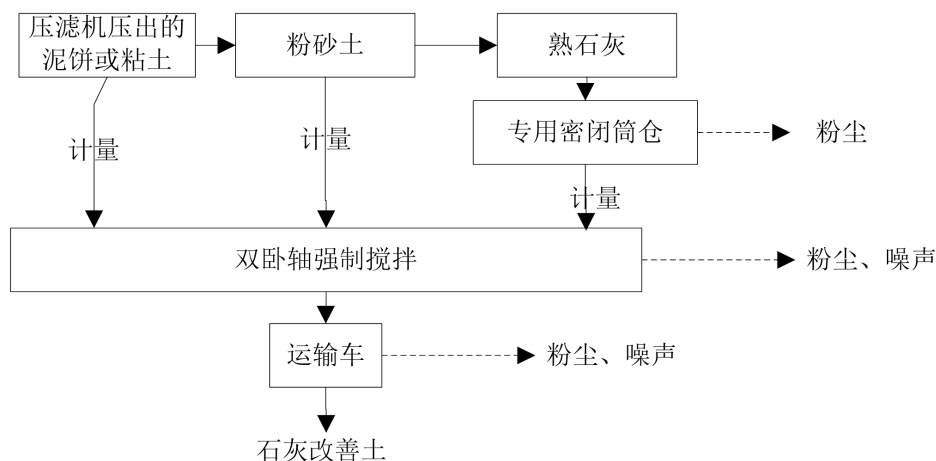 压滤机压出的
泥饼或粘土
粉砂土
熟石灰
专用密闭筒仓
粉尘
计量
计量
计量
双卧轴强制搅拌
粉尘、噪声
运输车
粉尘、噪声
石灰改善土